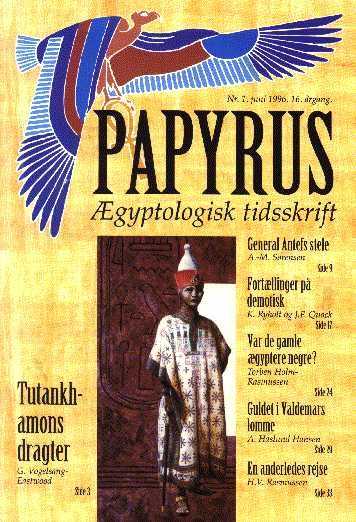 Nr. 1. juni 1996. 16. årgang.
PAPYRUS
Ægyptologisk tidsskrift
General Antefs stele
A.-M. Sørensen
Side 9
Fortællinger på
demotisk
K. Ryholt og J.F. Quack
Side 17
Var de gamle
ægyptere negre?
Torben Holm-
Rasmussen
Side 24
Guldet i Valdemars
lomme
A. Haslund Hansen
Side 29
En anderledes rejse
H.V. Rasmussen
Side 33
Tutankh-
amons
dragter
G. Vogelsang-
Eastwood
Side 3